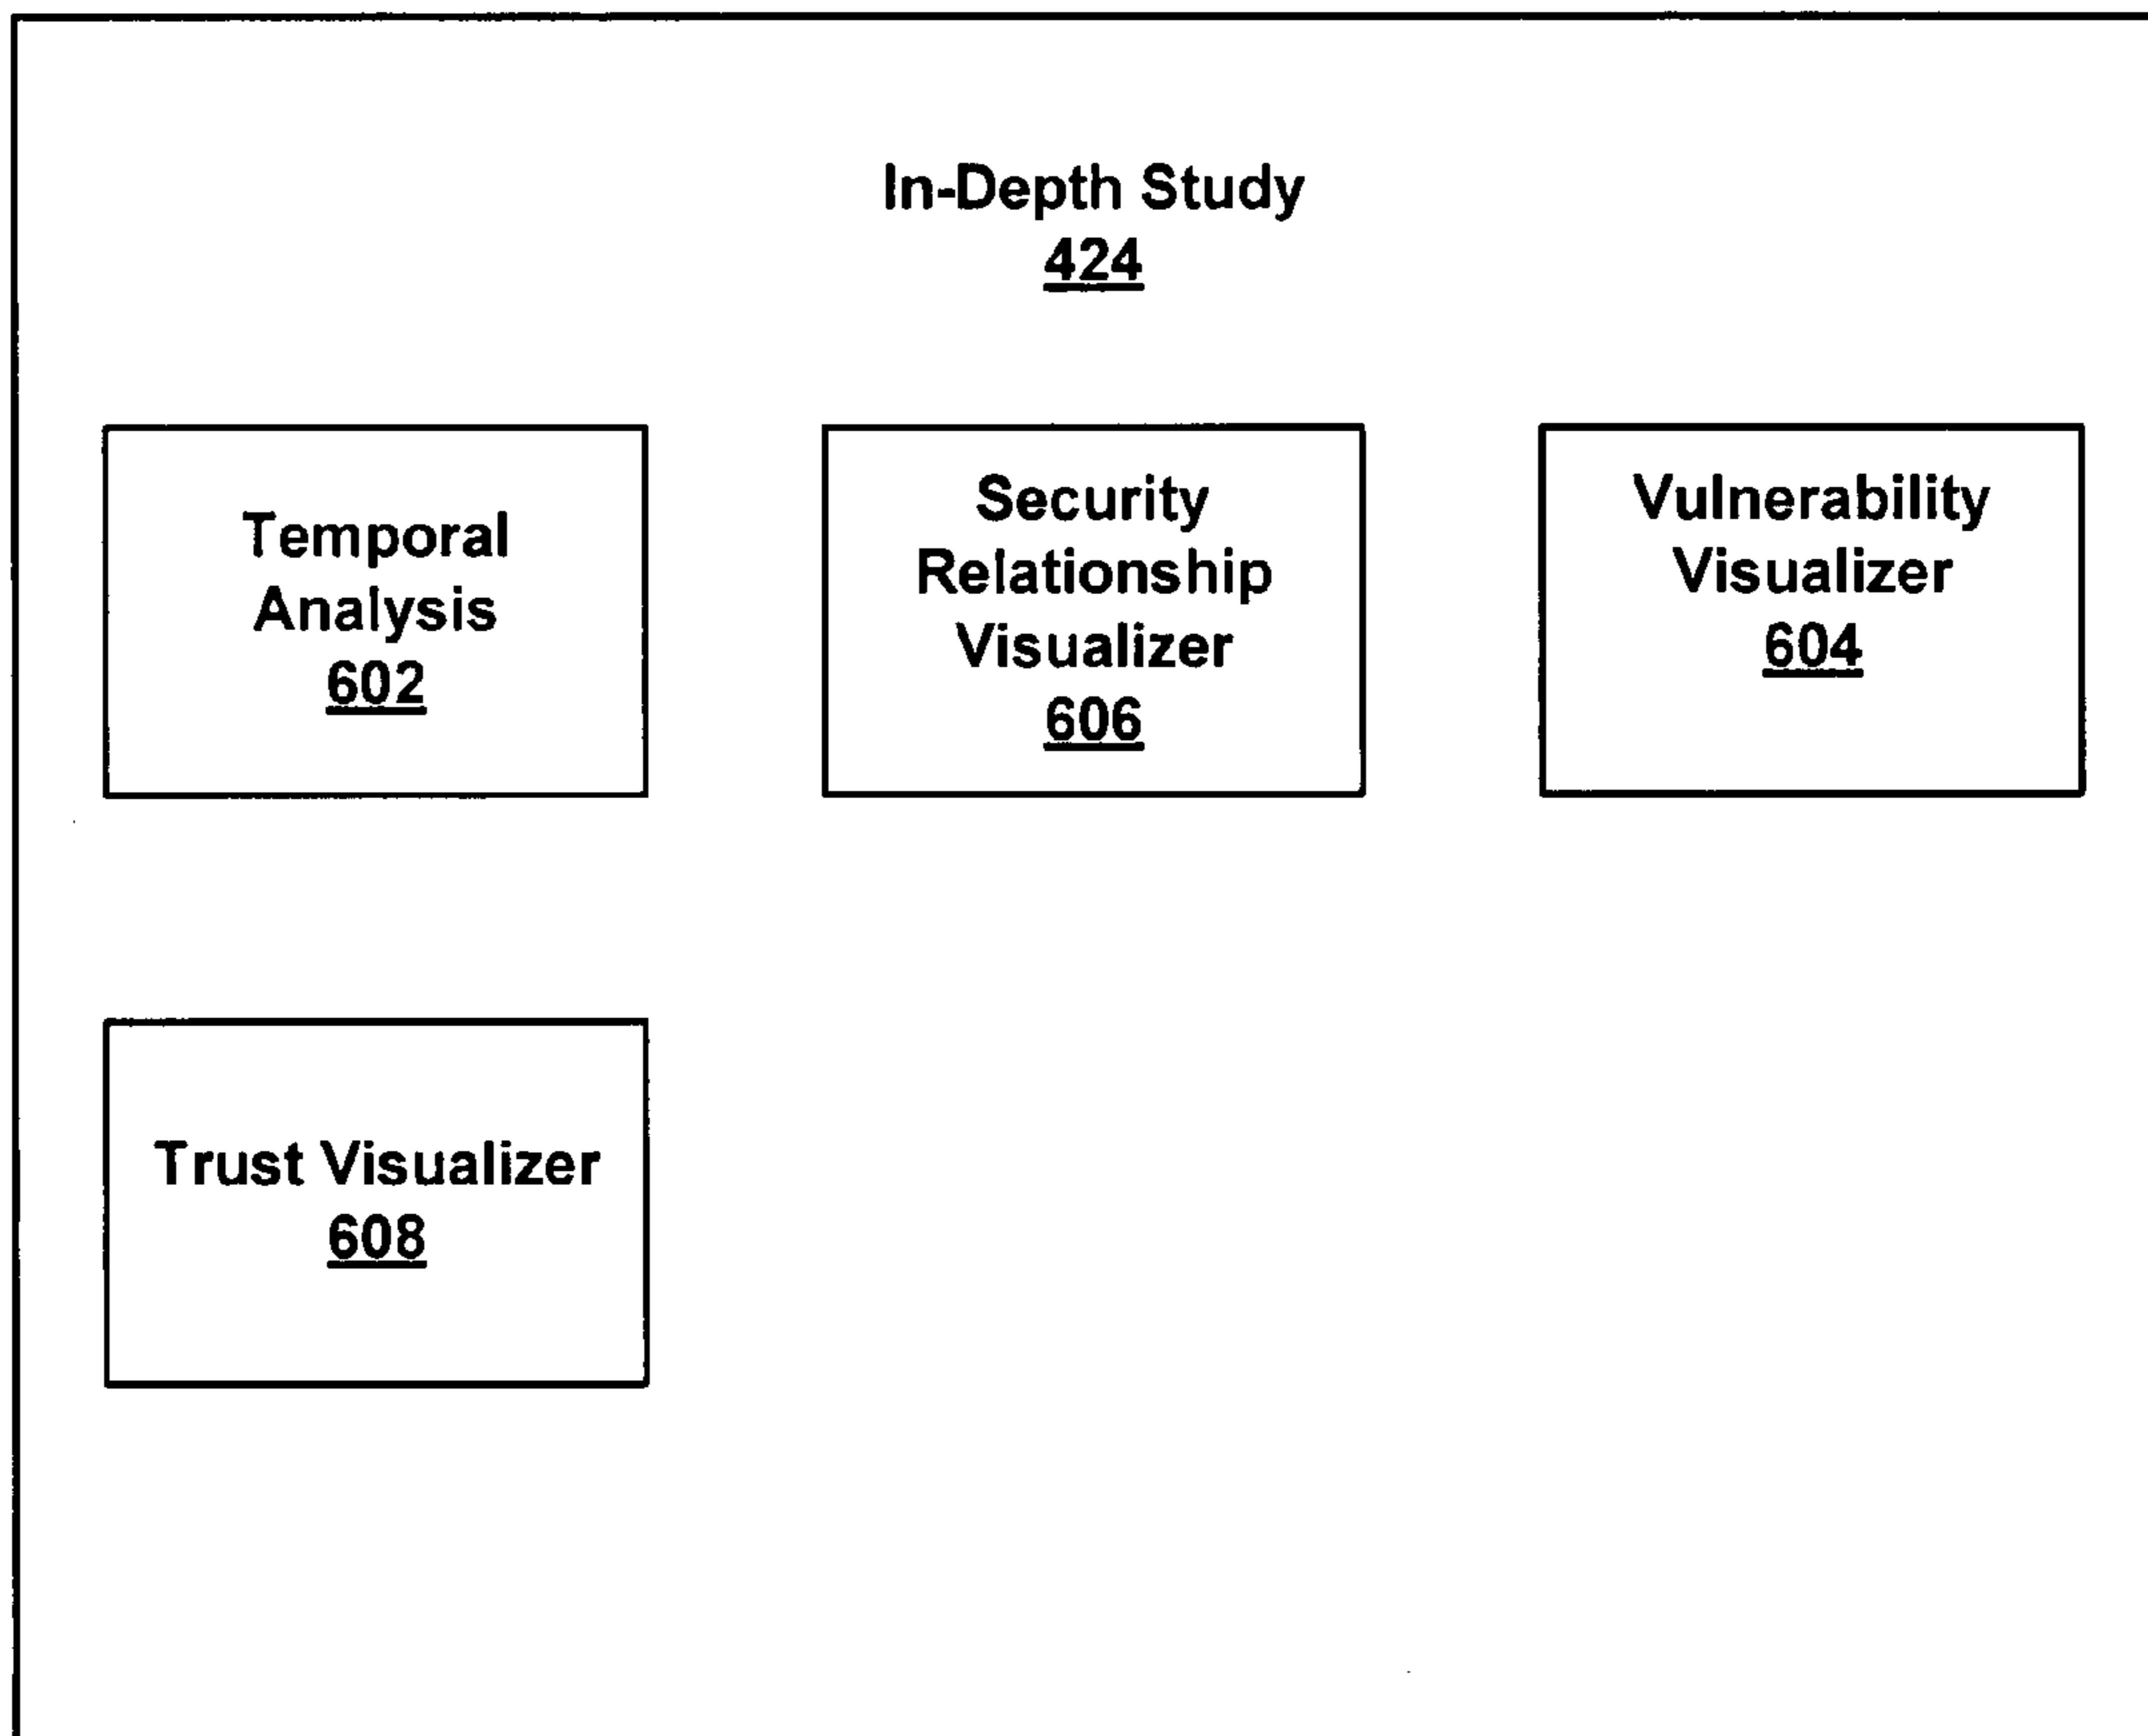 In-Depth Study
424
Temporal
Analysis
602
Security
Relationship
Visualizer
606
Vulnerability
Visualizer
604
Trust Visualizer
608